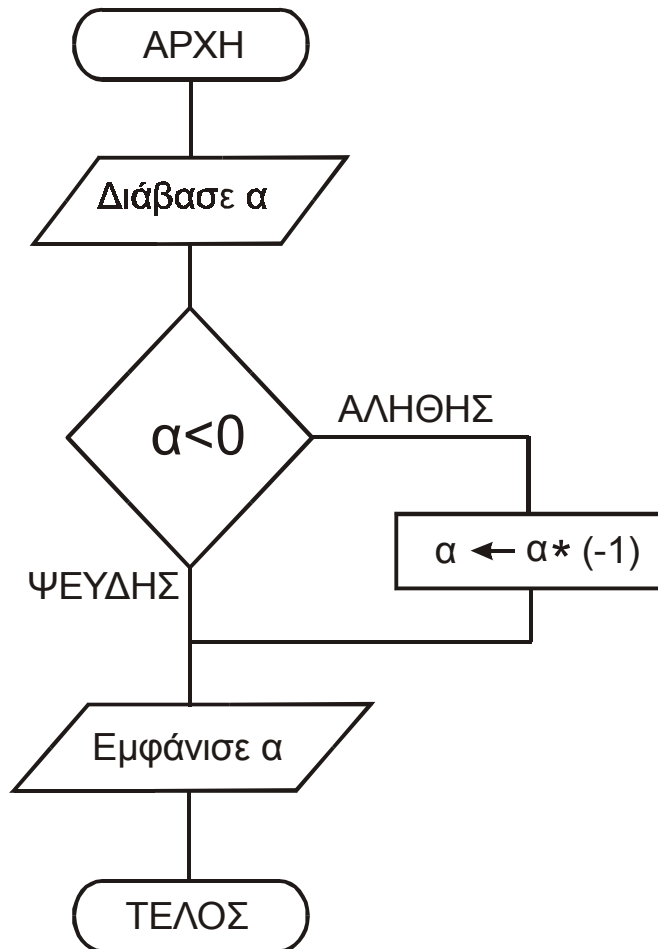 ΑΡΧΗ
Διάβασε α
α<0
ΑΛΗΘΗΣ
α ← α* (-1)
ΨΕΥΔΗΣ
Εμφάνισε α
ΤΕΛΟΣ